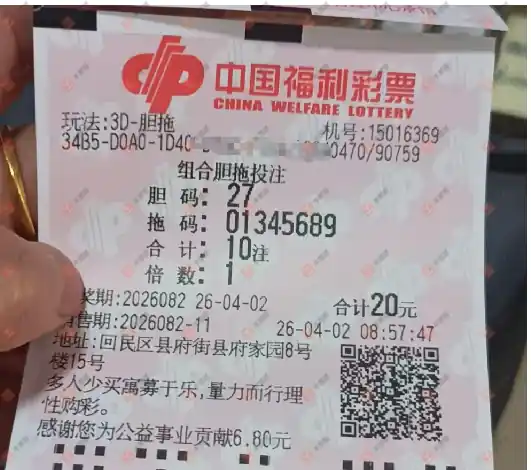 中国福利彩票
CHINA WELFARE LOTTERY
玩法:3D-胆拖
机号:15016369
34B5-D0A0-1D40-
0470/90759
组合胆拖投注
胆 码: 27
拖 码: 01345689
合 计: 10注
倍 数: 1
奖期:2026082 26-04-02
合计20元
售期:2026082-11
26-04-02 08:57:47
地址:回民区县府街县府家园8号
楼15号
多人少买寓募于乐,量力而行理
性购彩。
感谢您为公益事业贡献6.80元